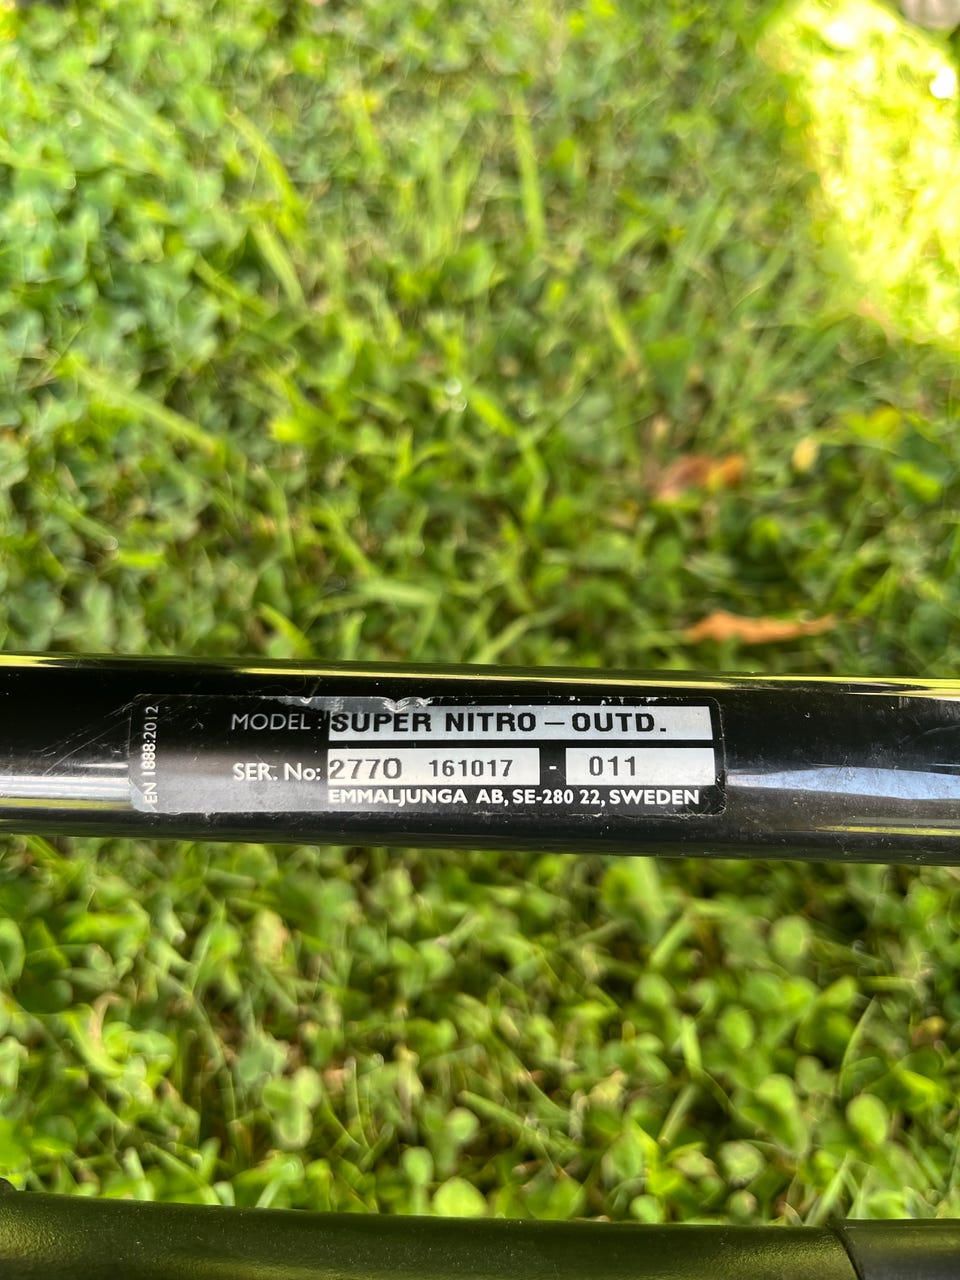 EN 1888:2012
MODEL: SUPER NITRO – OUTD.
SER. No: 2770 161017 - 011
EMMALJUNGA AB, SE-280 22, SWEDEN